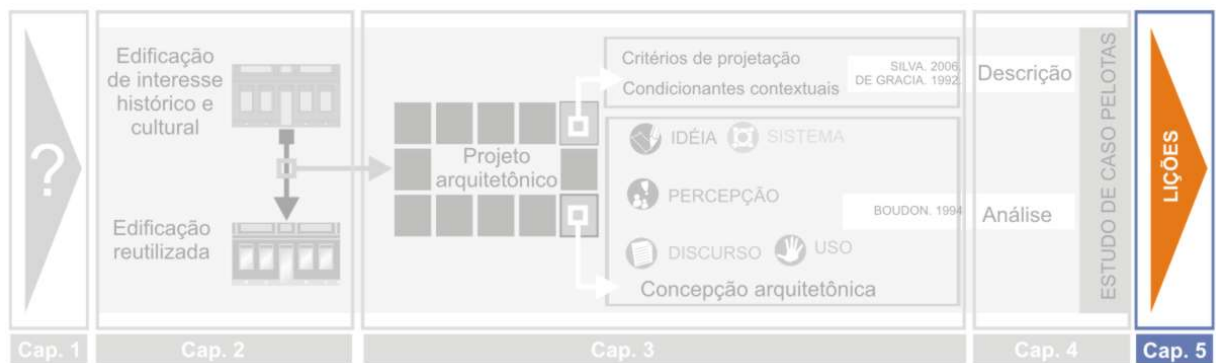 ?
Edificação
de interesse
histórico e
cultural
Edificação
reutilizada
Projeto
arquitetônico
Critérios de projetação
Condicionantes contextuais
SILVA. 2006.
DE GRACIA. 1992.
IDÉIA
SISTEMA
PERCEPÇÃO
BOUDON. 1994
DISCURSO
USO
Concepção arquitetônica
Descrição
Análise
ESTUDO DE CASO PELOTAS
LIÇÕES
Cap. 1
Cap. 2
Cap. 3
Cap. 4
Cap. 5